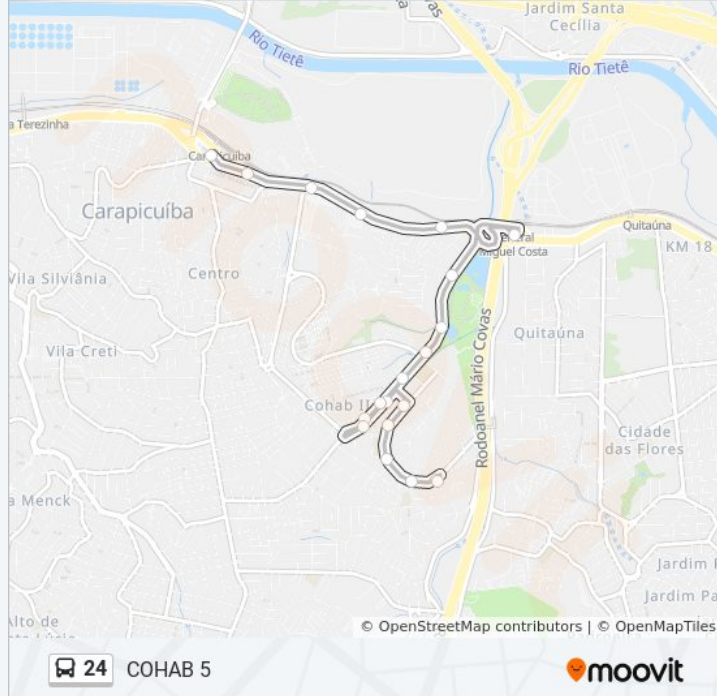 Jardim Santa
Cecília
Rio Tietê
Rio Tietê
a Terezinha
Carapicuíba
Carapicuíba
Quitaúna
Miguel Costa
KM 18
Vila Silviânia
Centro
Quitaúna
Vila Creti
Rodoanel Mário Covas
Cohab II
Cidade
das Flores
a Menck
Jardim
Jardim Pa
Alto de
© OpenStreetMap contributors | © OpenMapTiles
24 COHAB 5
moovit